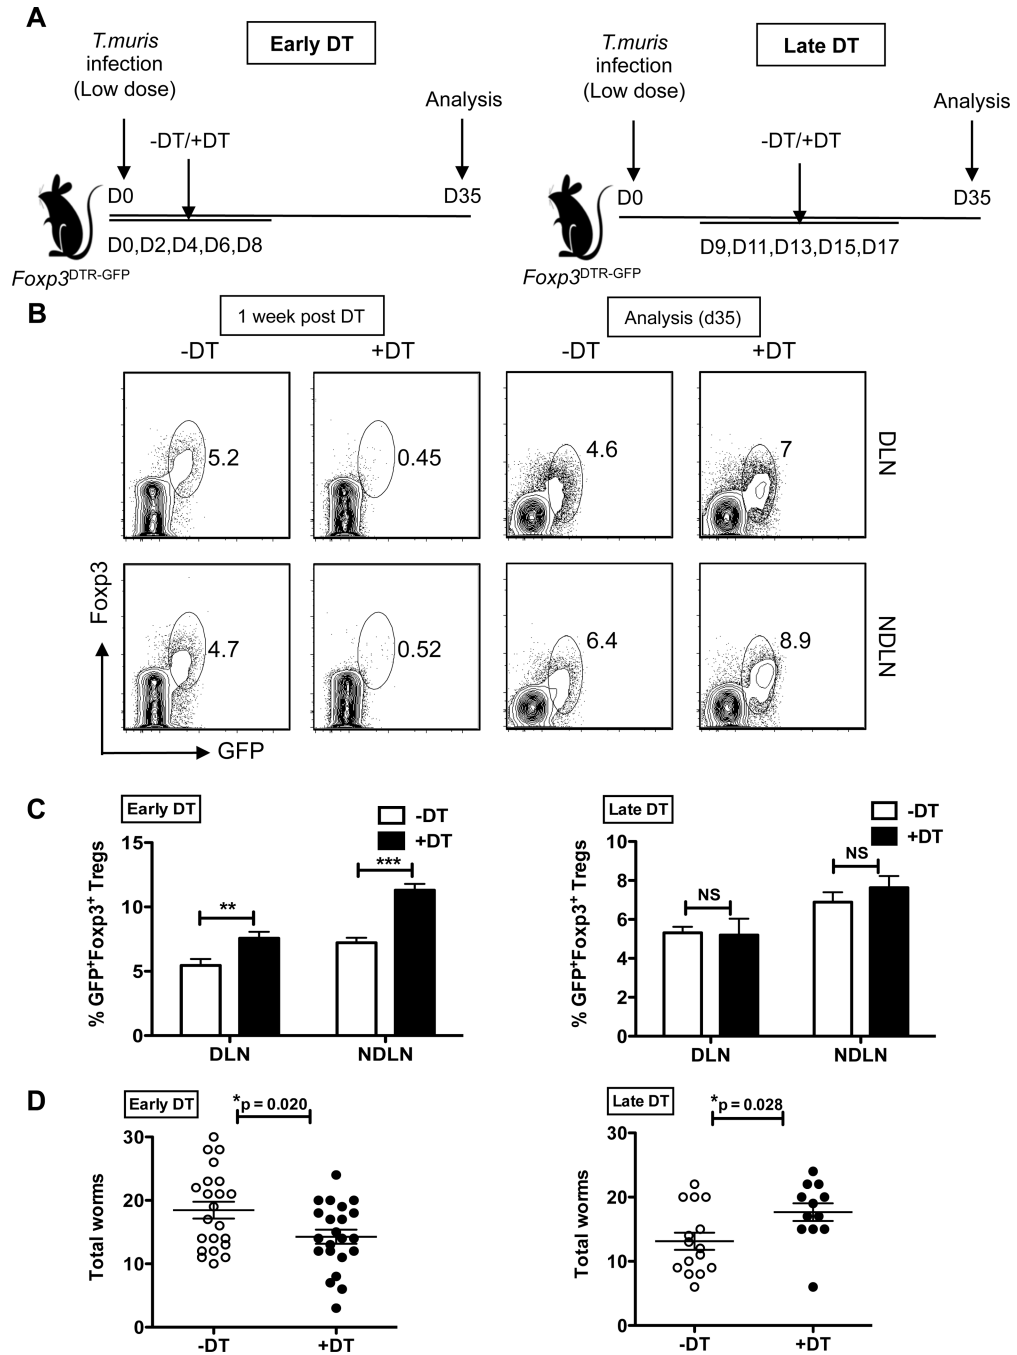 A
T.muris
infection
(Low dose)
Early DT
Analysis
-DT/+DT
D0
D35
D0,D2,D4,D6,D8
Foxp3DTR-GFP
T.muris
infection
(Low dose)
Late DT
Analysis
-DT/+DT
D0
D35
D9,D11,D13,D15,D17
Foxp3DTR-GFP
B
1 week post DT
Analysis (d35)
-DT
+DT
-DT
+DT
5.2
0.45
4.6
7
DLN
4.7
0.52
6.4
8.9
NDLN
Foxp3
GFP
C
Early DT
-DT
+DT
% GFP+Foxp3+ Tregs
15
10
5
0
**
***
DLN
NDLN
Late DT
-DT
+DT
% GFP+Foxp3+ Tregs
10
8
6
4
2
0
NS
NS
DLN
NDLN
D
Early DT
*p = 0.020
Total worms
30
20
10
0
-DT
+DT
Late DT
*p = 0.028
Total worms
30
20
10
0
-DT
+DT